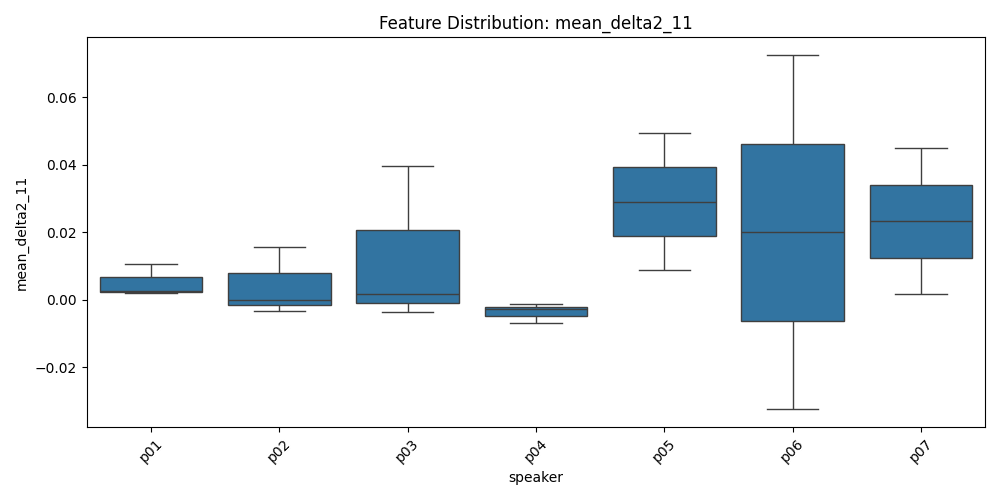 Feature Distribution: mean_delta2_11
mean_delta2_11
0.06
0.04
0.02
0.00
−0.02
p01
p02
p03
p04
p05
p06
p07
speaker